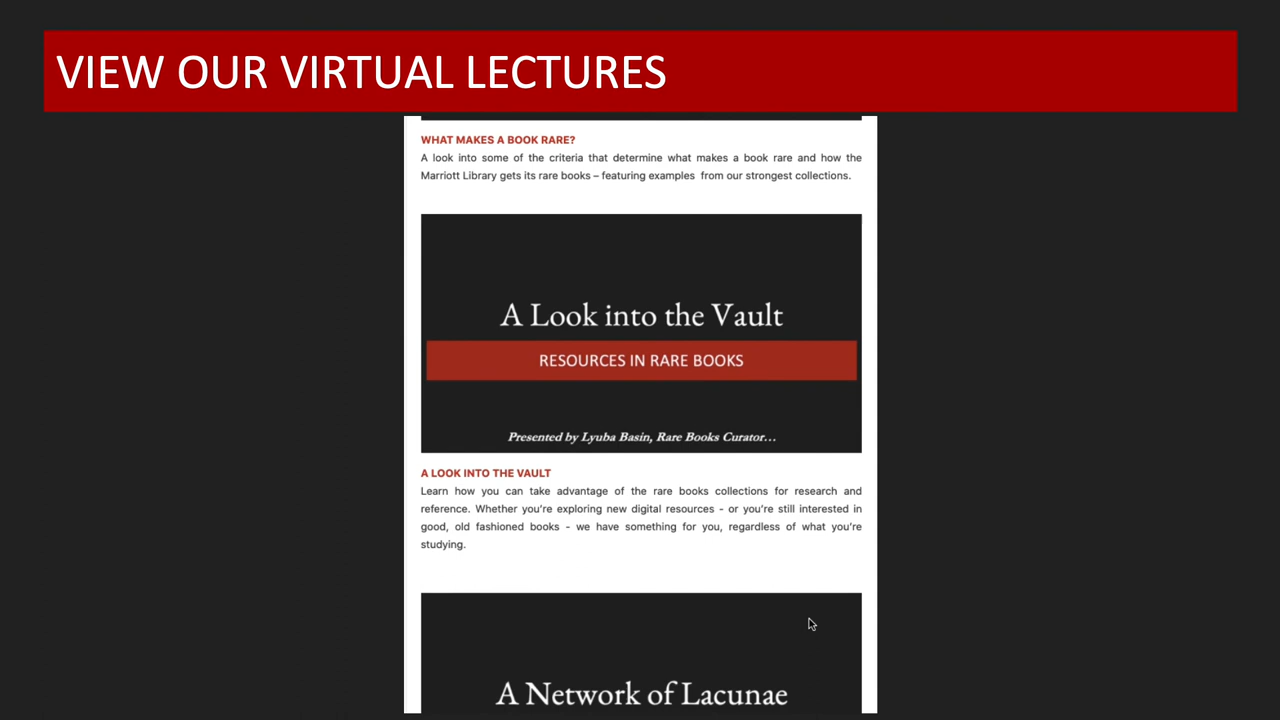 VIEW OUR VIRTUAL LECTURES
WHAT MAKES A BOOK RARE?
A look into some of the criteria that determine what makes a book rare and how the
Marriott Library gets its rare books – featuring examples from our strongest collections.
A Look into the Vault
RESOURCES IN RARE BOOKS
Presented by Lyuba Basin, Rare Books Curator...
A LOOK INTO THE VAULT
Learn how you can take advantage of the rare books collections for research and
reference. Whether you're exploring new digital resources - or you're still interested in
good, old fashioned books - we have something for you, regardless of what you're
studying.
A Network of Lacunae